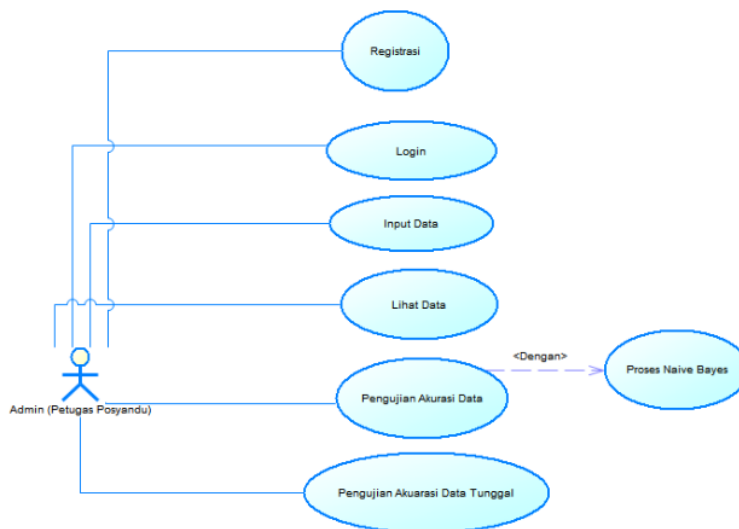 Registrasi
Login
Input Data
Lihat Data
<Dengan>
Proses Naive Bayes
Pengujian Akurasi Data
Admin (Petugas Posyandu)
Pengujian Akuarasi Data Tunggal